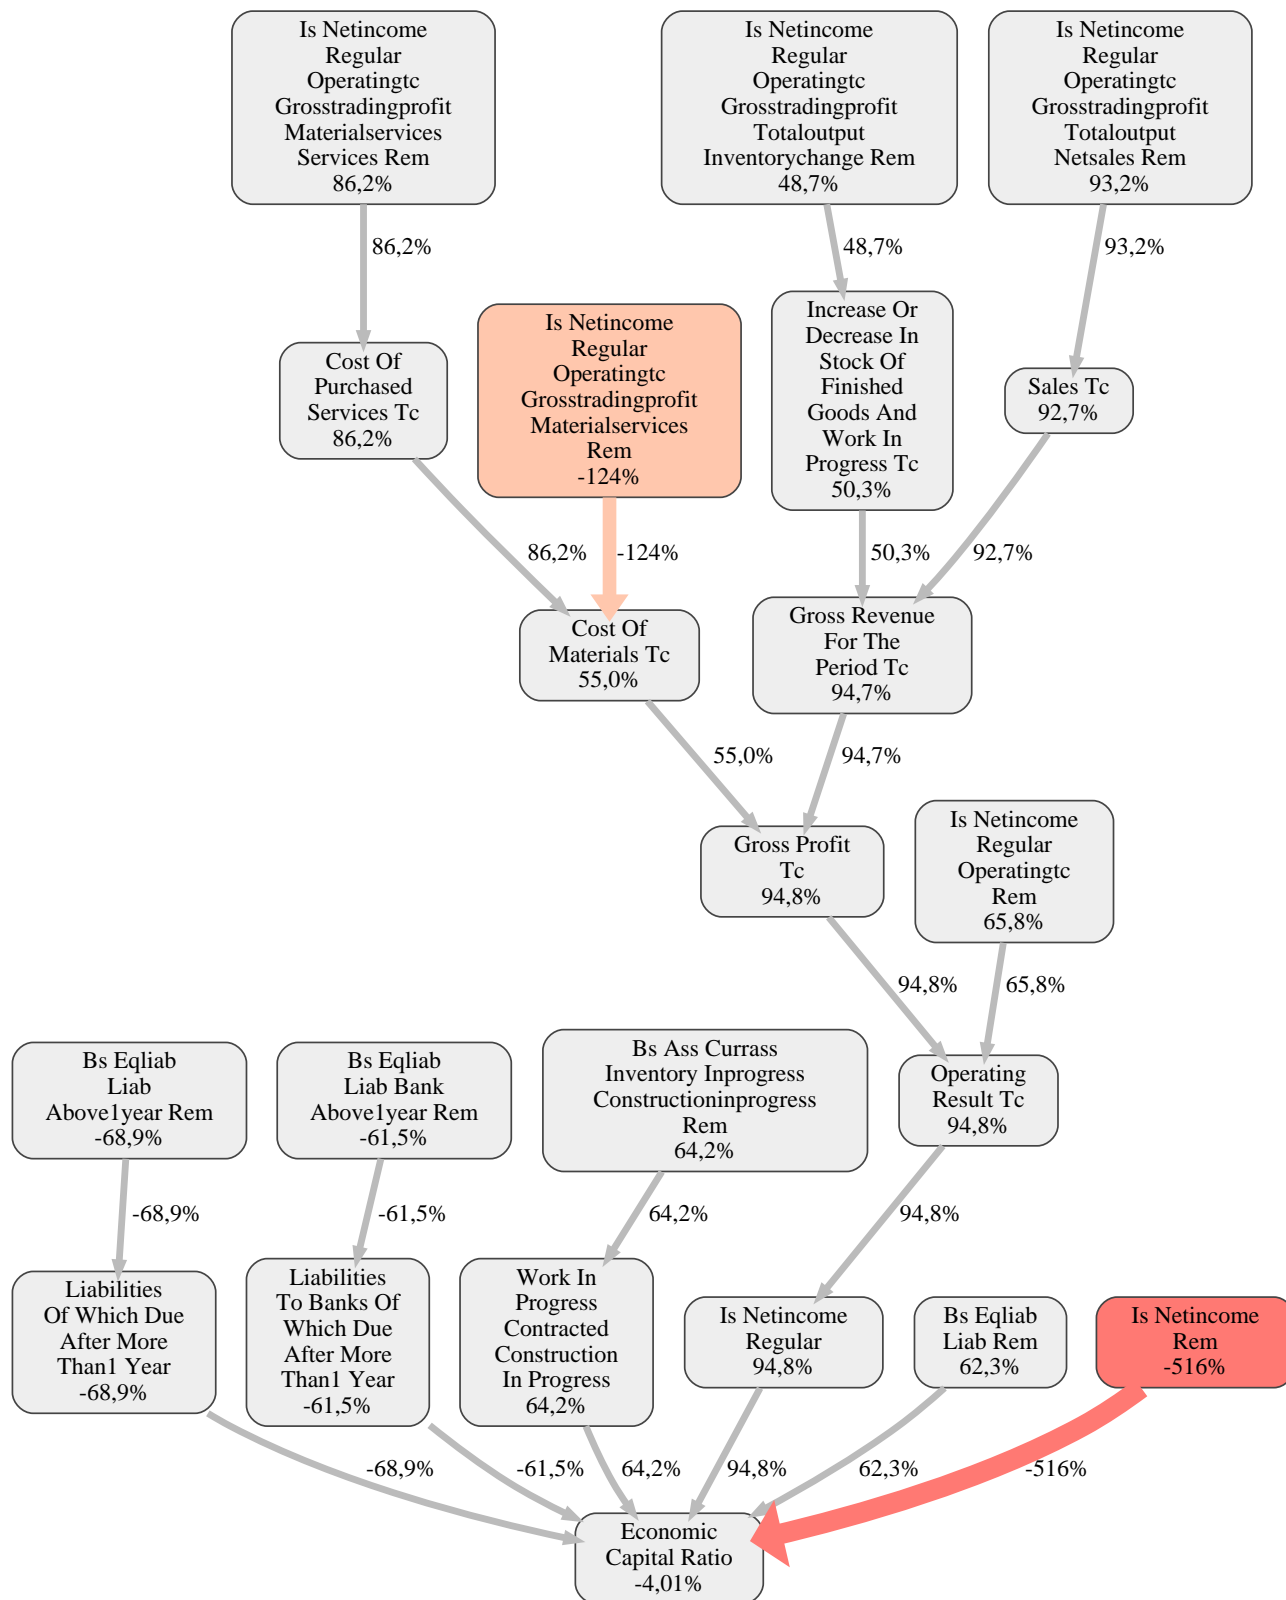 Is Netincome
Regular
Operatingtc
Grosstradingprofit
Materialservices
Services Rem
86,2%
Is Netincome
Regular
Operatingtc
Grosstradingprofit
Totaloutput
Inventorychange Rem
48,7%
Is Netincome
Regular
Operatingtc
Grosstradingprofit
Totaloutput
Netsales Rem
93,2%
86,2%
48,7%
93,2%
Cost Of
Purchased
Services Tc
86,2%
Is Netincome
Regular
Operatingtc
Grosstradingprofit
Materialservices
Rem
-124%
Increase Or
Decrease In
Stock Of
Finished
Goods And
Work In
Progress Tc
50,3%
Sales Tc
92,7%
86,2%
-124%
50,3%
92,7%
Cost Of
Materials Tc
55,0%
Gross Revenue
For The
Period Tc
94,7%
55,0%
94,7%
Gross Profit
Tc
94,8%
Is Netincome
Regular
Operatingtc
Rem
65,8%
94,8%
65,8%
Bs Eqliab
Liab
Above1year Rem
-68,9%
Bs Eqliab
Liab Bank
Above1year Rem
-61,5%
Bs Ass Currass
Inventory Inprogress
Constructioninprogress
Rem
64,2%
Operating
Result Tc
94,8%
-68,9%
-61,5%
64,2%
94,8%
Liabilities
Of Which Due
After More
Than1 Year
-68,9%
Liabilities
To Banks Of
Which Due
After More
Than1 Year
-61,5%
Work In
Progress
Contracted
Construction
In Progress
64,2%
Is Netincome
Regular
94,8%
Bs Eqliab
Liab Rem
62,3%
Is Netincome
Rem
-516%
-68,9%
-61,5%
64,2%
94,8%
62,3%
-516%
Economic
Capital Ratio
-4,01%